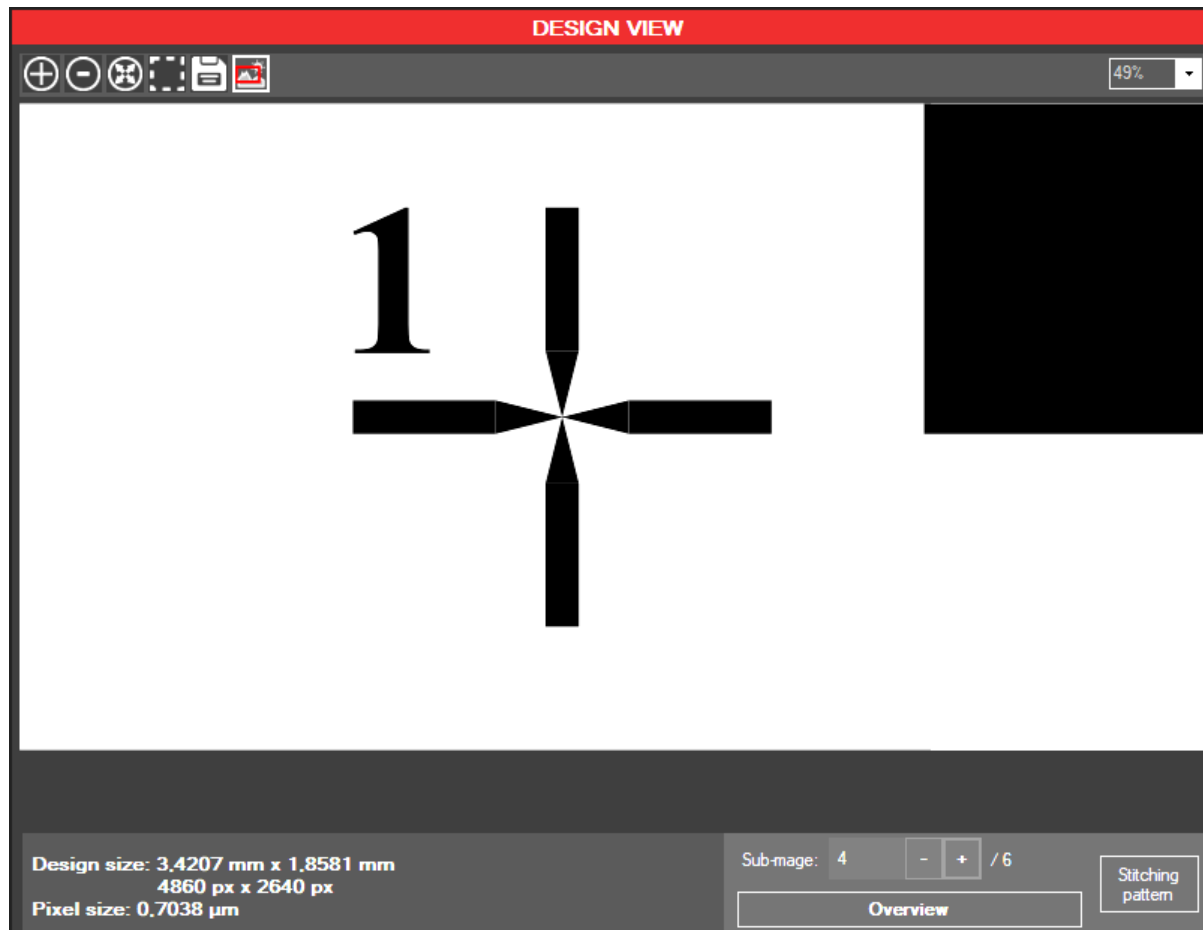 DESIGN VIEW
49%
1
Design size: 3,4207 mm x 1,8581 mm
4860 px x 2640 px
Pixel size: 0,7038 µm
Sub-mage: 4 - + / 6
Overview
Stitching
pattern